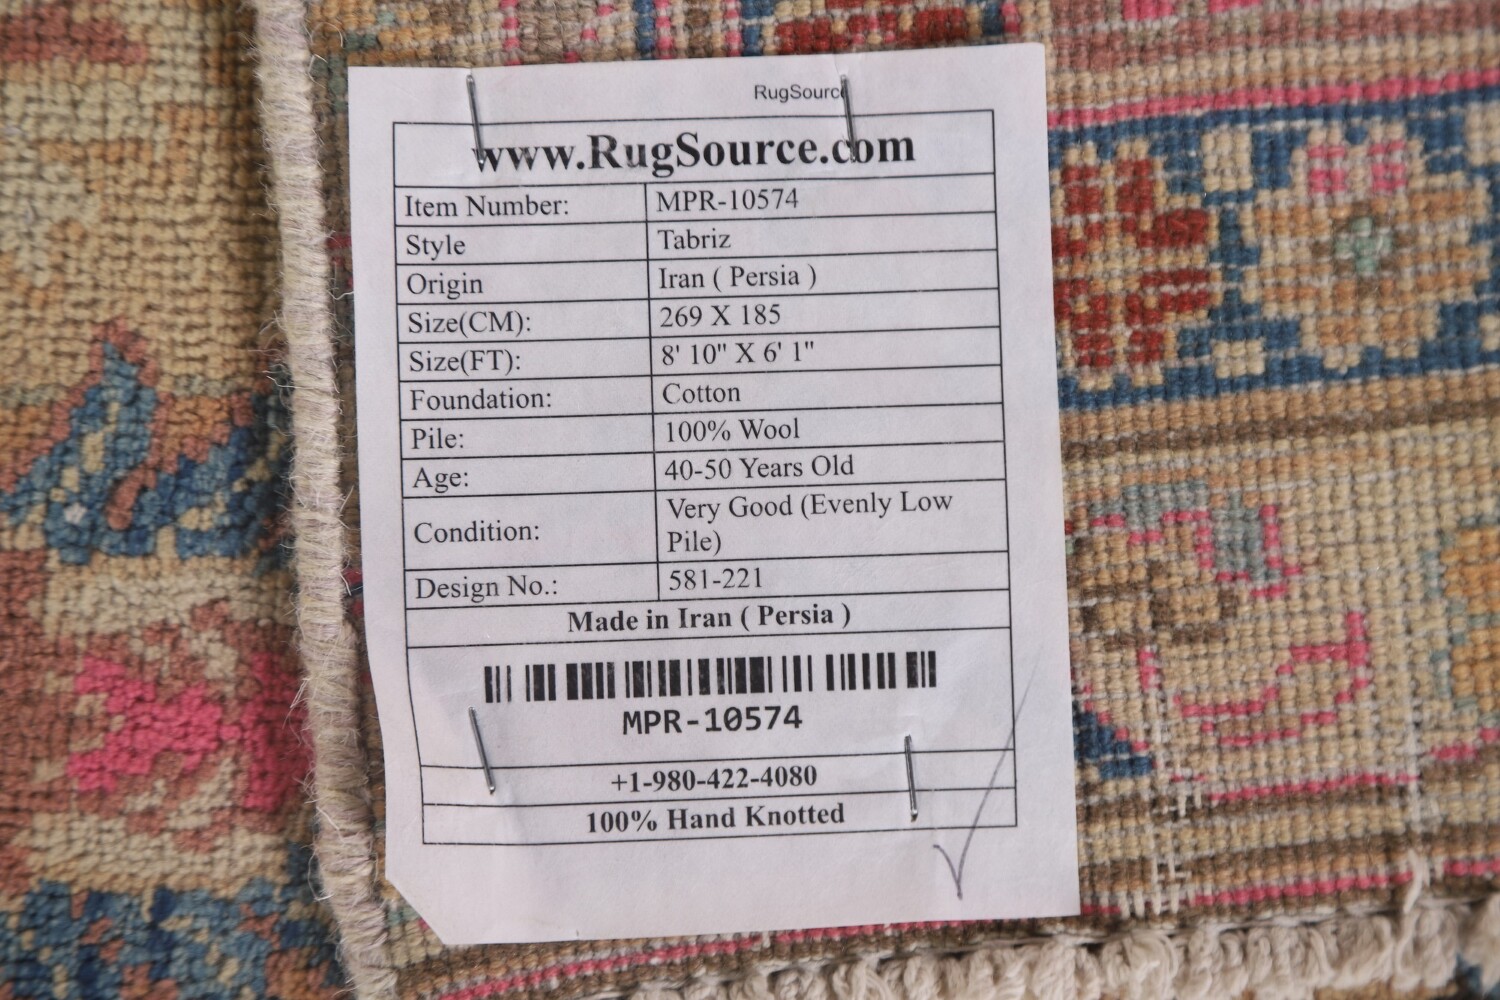 RugSource
www.RugSource.com
Item Number: MPR-10574
Style Tabriz
Origin Iran ( Persia )
Size(CM): 269 X 185
Size(FT): 8' 10" X 6' 1"
Foundation: Cotton
Pile: 100% Wool
Age: 40-50 Years Old
Condition: Very Good (Evenly Low
Pile)
Design No.: 581-221
Made in Iran ( Persia )
MPR-10574
+1-980-422-4080
100% Hand Knotted